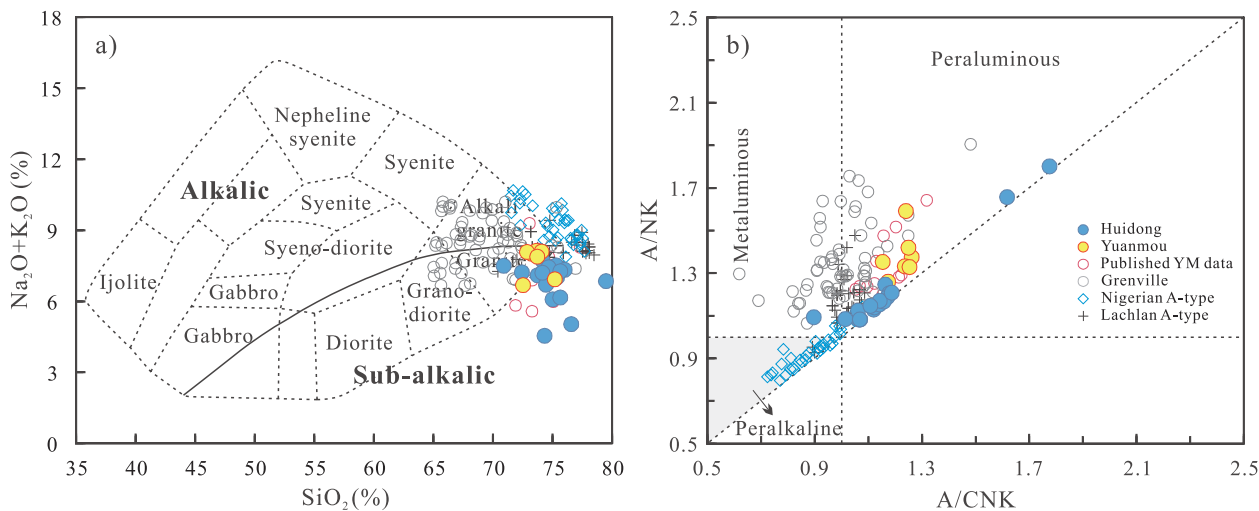 a)
18
15
12
9
6
3
0
Na₂O+K₂O (%)
Nepheline
syenite
Syenite
Alkalic
Alkali
granite
Syenite
Syeno-diorite
Granite
Ijolite
Gabbro
Grano-
diorite
Gabbro
Diorite
Sub-alkalic
35
45
50
55
60
65
70
75
80
SiO₂(%)
b)
2.5
2.1
1.7
1.3
0.9
0.5
A/NK
Peraluminous
Metaluminous
Huidong
Yuanmou
Published YM data
Grenville
Nigerian A-type
Lachlan A-type
Peralkaline
0.5
0.9
1.3
1.7
2.1
2.5
A/CNK